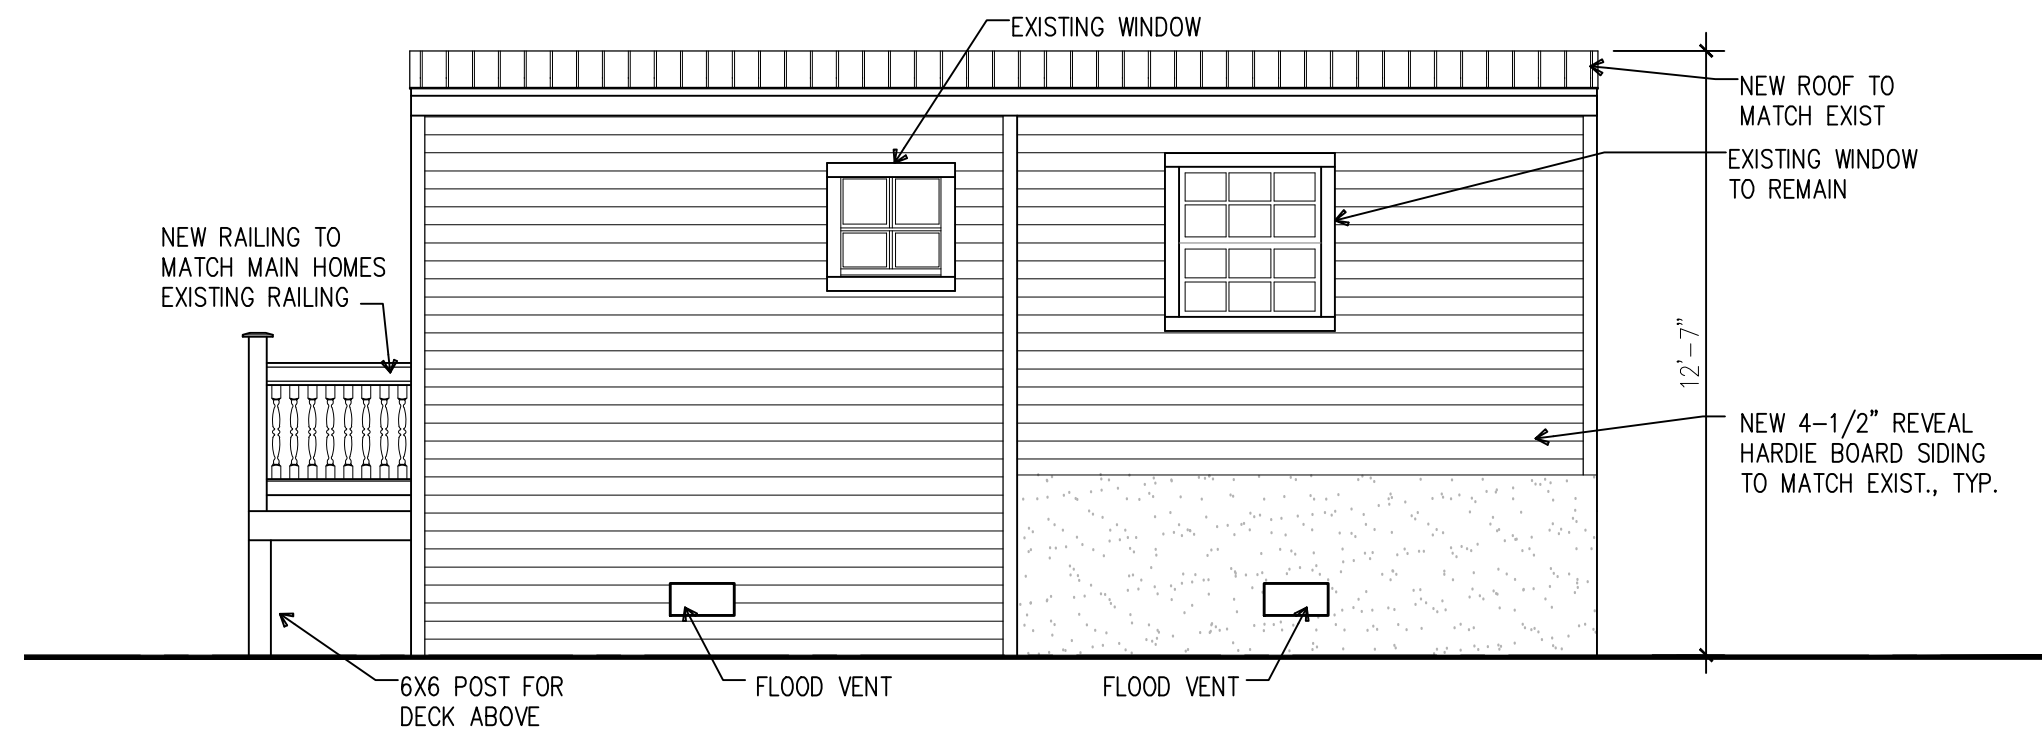 EXISTING WINDOW
NEW ROOF TO
MATCH EXIST
EXISTING WINDOW
TO REMAIN
NEW RAILING TO
MATCH MAIN HOMES
EXISTING RAILING
12'-7"
NEW 4-1/2" REVEAL
HARDIE BOARD SIDING
TO MATCH EXIST., TYP.
6X6 POST FOR
DECK ABOVE
FLOOD VENT
FLOOD VENT